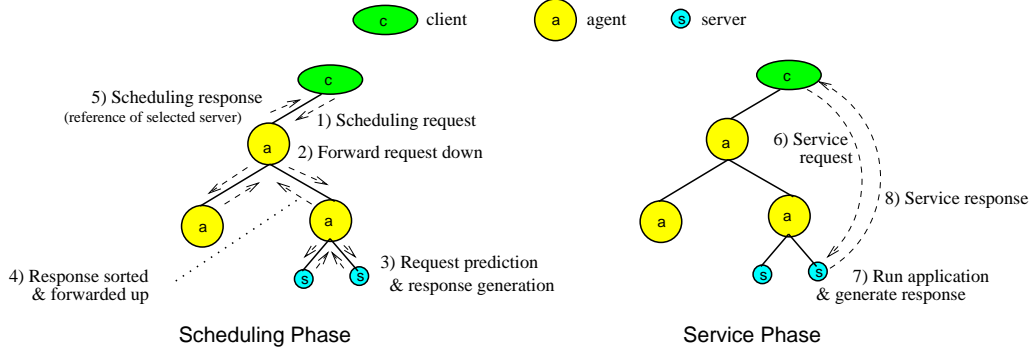 c client
a agent
s server
c
5) Scheduling response
(reference of selected server)
1) Scheduling request
a
2) Forward request down
a
a
4) Response sorted
& forwarded up
s
s
3) Request prediction
& response generation
Scheduling Phase
c
a
6) Service
request
a
a
8) Service response
s
s
7) Run application
& generate response
Service Phase